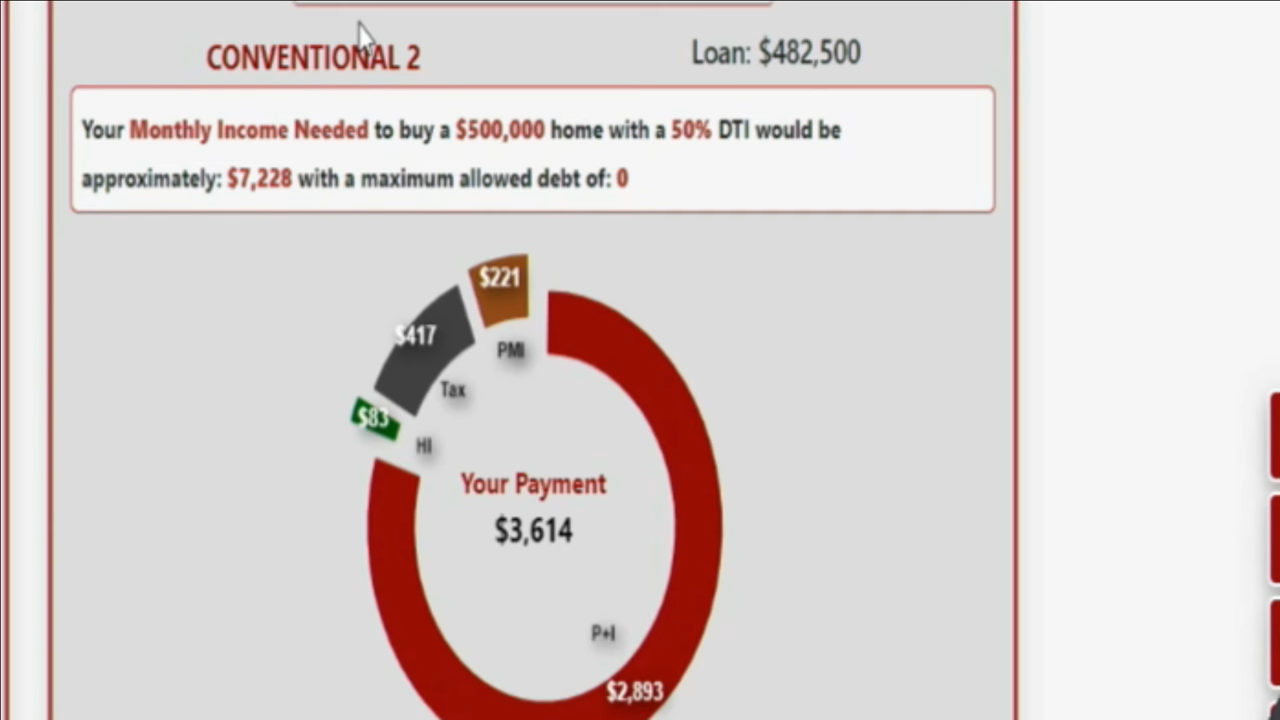 CONVENTIONAL 2
Loan: $482,500
Your Monthly Income Needed to buy a $500,000 home with a 50% DTI would be
approximately: $7,228 with a maximum allowed debt of: 0
$221
$417
PMI
Tax
$83
HI
Your Payment
$3,614
P+I
$2,893